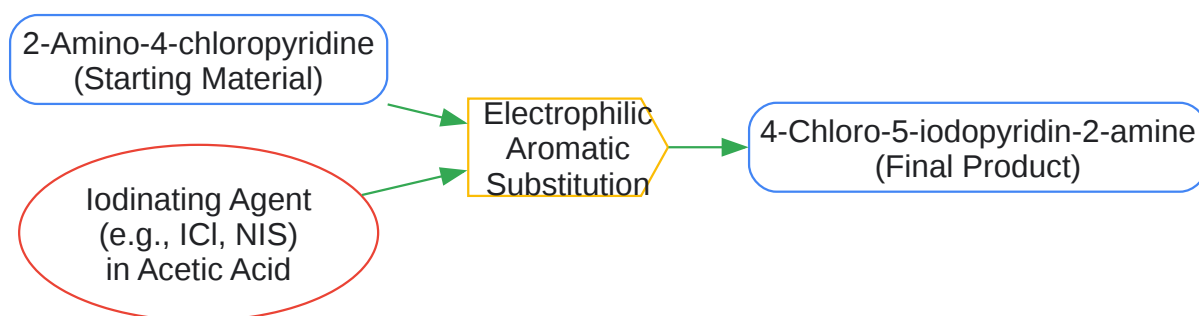 2-Amino-4-chloropyridine
(Starting Material)
Iodinating Agent
(e.g., ICl, NIS)
in Acetic Acid
Electrophilic
Aromatic
Substitution
4-Chloro-5-iodopyridin-2-amine
(Final Product)